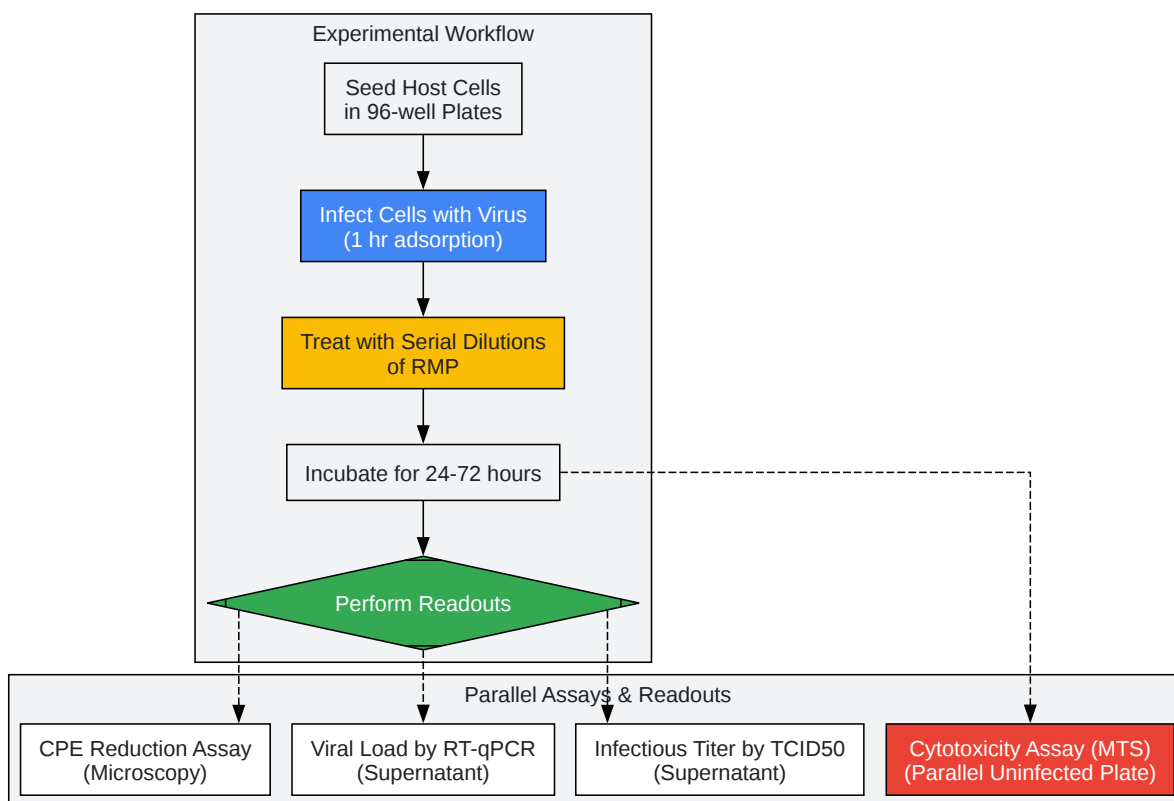 Experimental Workflow
Seed Host Cells
in 96-well Plates
Infect Cells with Virus
(1 hr adsorption)
Treat with Serial Dilutions
of RMP
Incubate for 24-72 hours
Perform Readouts
Parallel Assays & Readouts
CPE Reduction Assay
(Microscopy)
Viral Load by RT-qPCR
(Supernatant)
Infectious Titer by TCID50
(Supernatant)
Cytotoxicity Assay (MTS)
(Parallel Uninfected Plate)